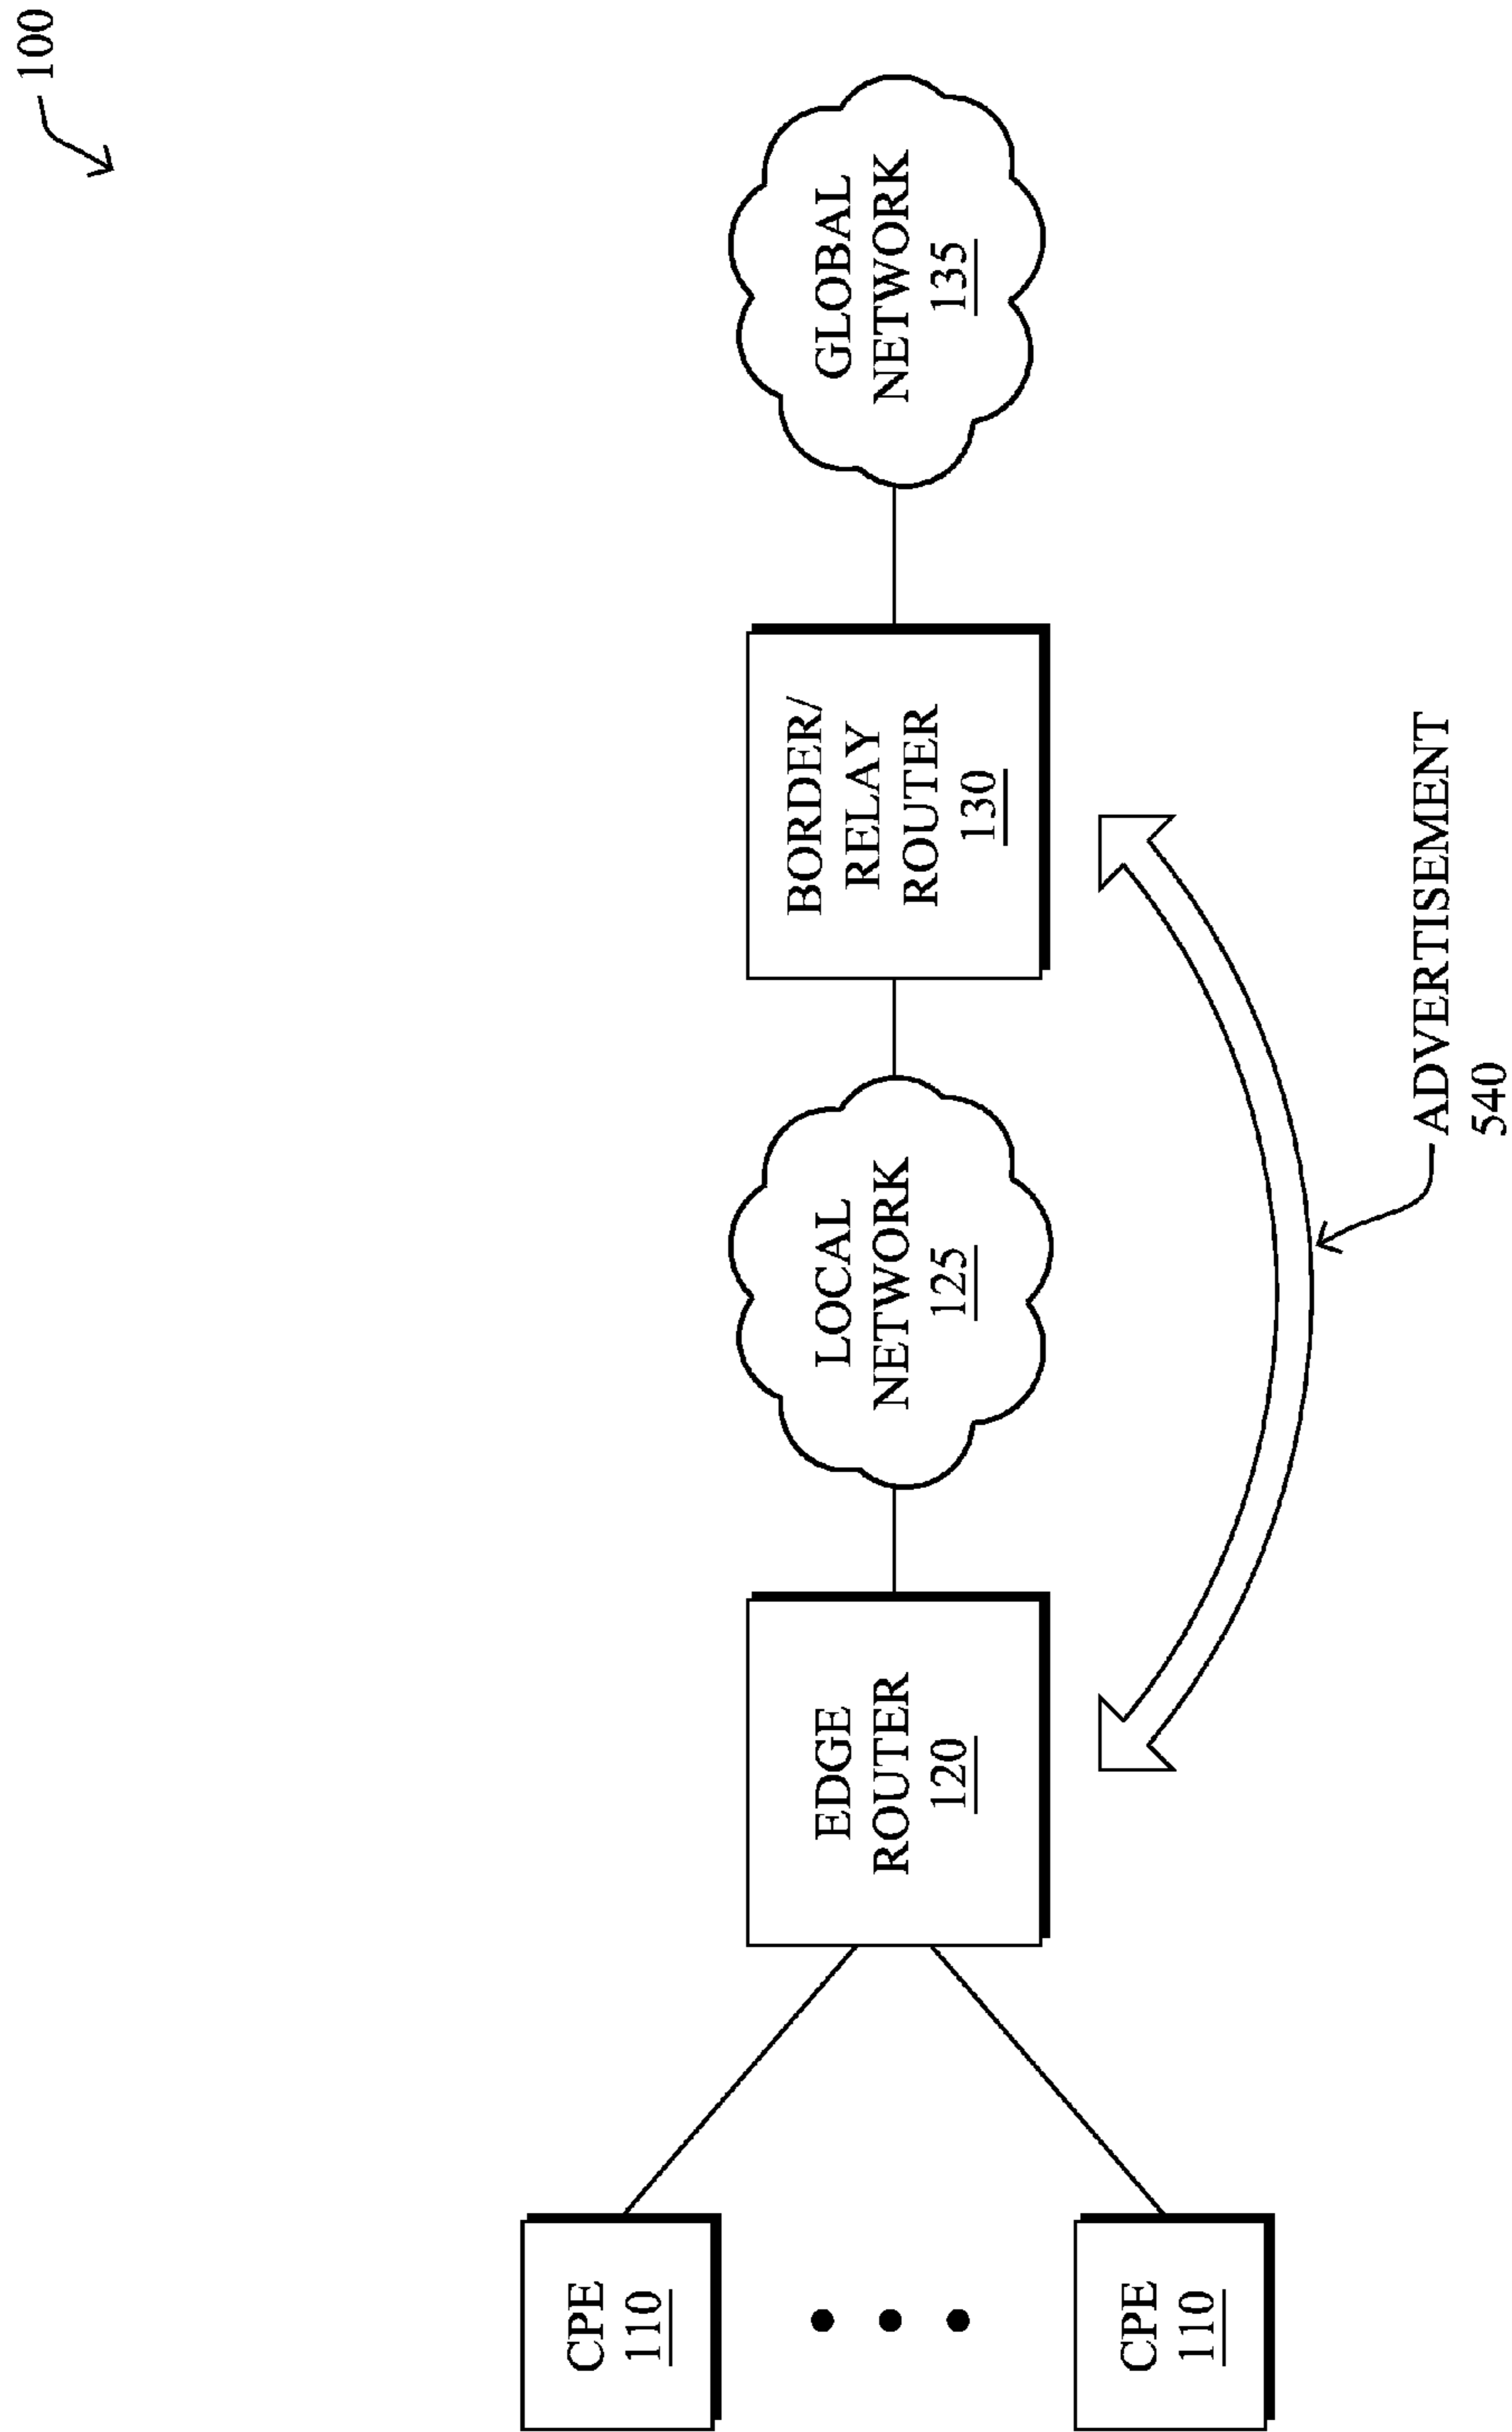 100
CPE
110
CPE
110
EDGE
ROUTER
120
LOCAL
NETWORK
125
BORDER/
RELAY
ROUTER
130
GLOBAL
NETWORK
135
ADVERTISEMENT
540